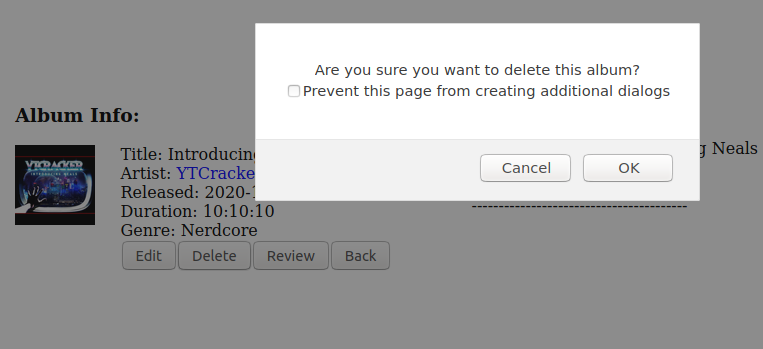 Are you sure you want to delete this album?
Prevent this page from creating additional dialogs
Cancel OK
Album Info:
YTCRACKER
INTRODUCING NEALS
Title: Introducing
g Neals
Artist: YTCracke
Released: 2020-
Duration: 10:10:10
---------------------------------------
Genre: Nerdcore
Edit Delete Review Back